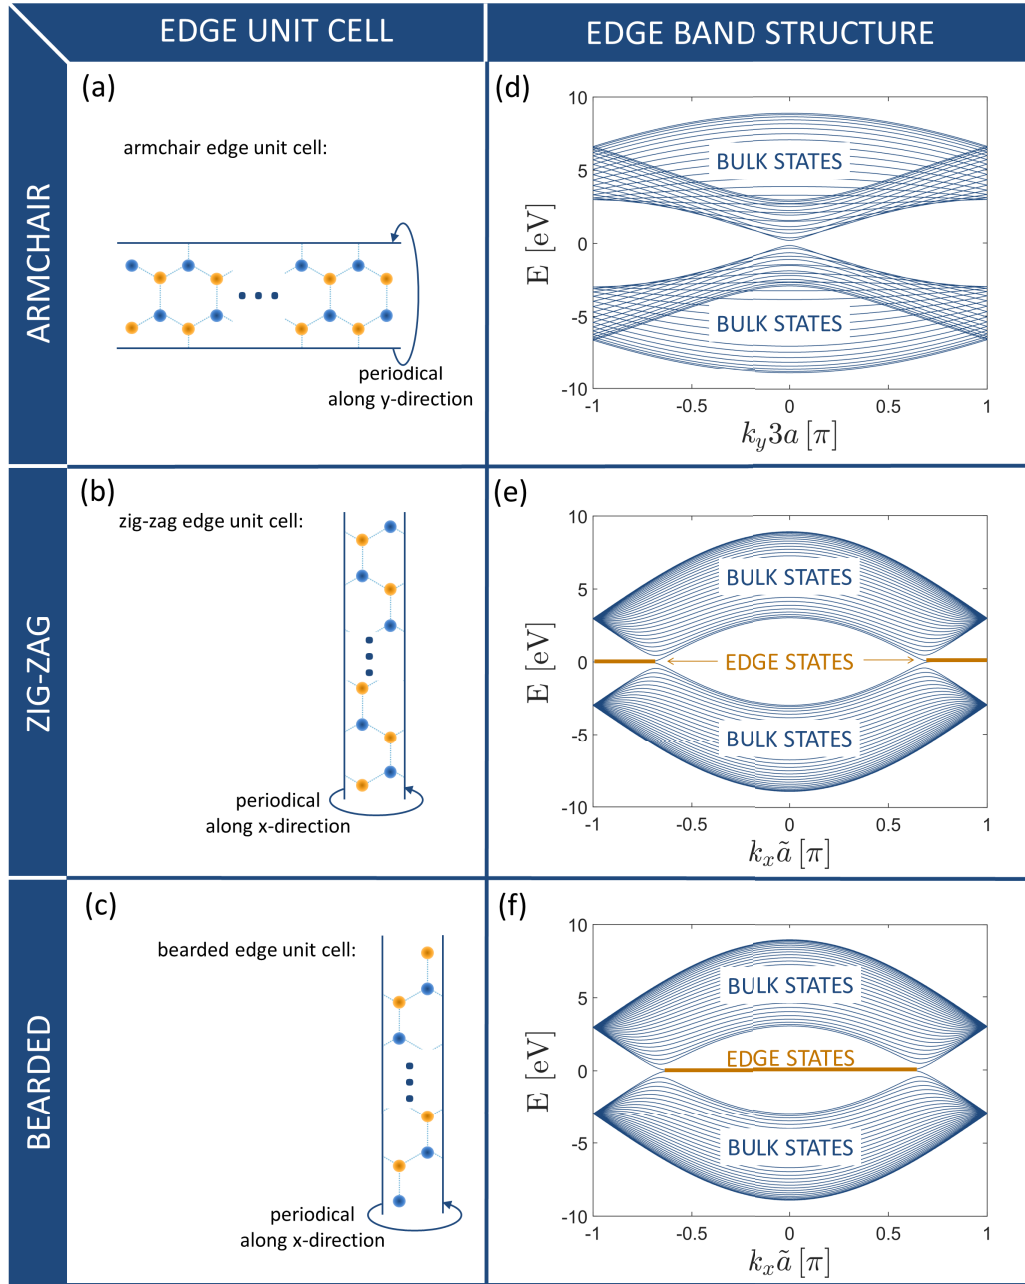 EDGE UNIT CELL
EDGE BAND STRUCTURE
ARMCHAIR
(a)
armchair edge unit cell:
periodical
along y-direction
(d)
10
5
0
-5
-10
E [eV]
BULK STATES
BULK STATES
-1
-0.5
0
0.5
1
k_y3a [π]
ZIG-ZAG
(b)
zig-zag edge unit cell:
periodical
along x-direction
(e)
10
5
0
-5
-10
E [eV]
BULK STATES
EDGE STATES
BULK STATES
-1
-0.5
0
0.5
1
k_xã [π]
BEARDED
(c)
bearded edge unit cell:
periodical
along x-direction
(f)
10
5
0
-5
-10
E [eV]
BULK STATES
EDGE STATES
BULK STATES
-1
-0.5
0
0.5
1
k_xã [π]